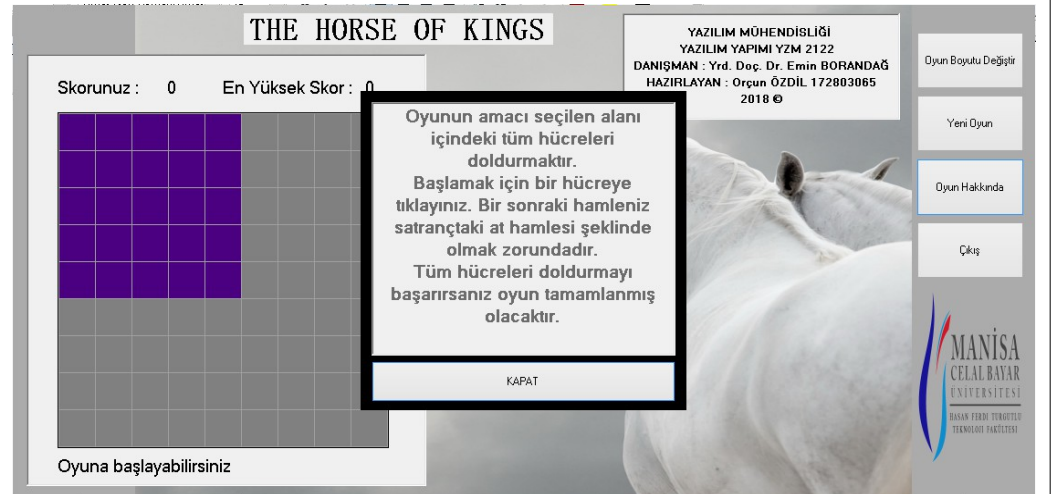 THE HORSE OF KINGS
YAZILIM MÜHENDİSLİĞİ
YAZILIM YAPIMI YZM 2122
DANIŞMAN : Yrd. Doç. Dr. Emin BORANDAĞ
HAZIRLAYAN : Orçun ÖZDİL 172803065
2018 ©
Skorunuz : 0 En Yüksek Skor : 0
Oyunun amacı seçilen alanı
içindeki tüm hücreleri
doldurmaktır.
Başlamak için bir hücreye
tıklayınız. Bir sonraki hamleniz
satrançtaki at hamlesi şeklinde
olmak zorundadır.
Tüm hücreleri doldurmayı
başarırsanız oyun tamamlanmış
olacaktır.
KAPAT
Oyuna başlayabilirsiniz
Oyun Boyutu Değiştir
Yeni Oyun
Oyun Hakkında
Çıkış
MANİSA
CELAL BAYAR
ÜNİVERSİTESİ
HASAN FERDİ TURGUTLU
TEKNOLOJİ FAKÜLTESİ